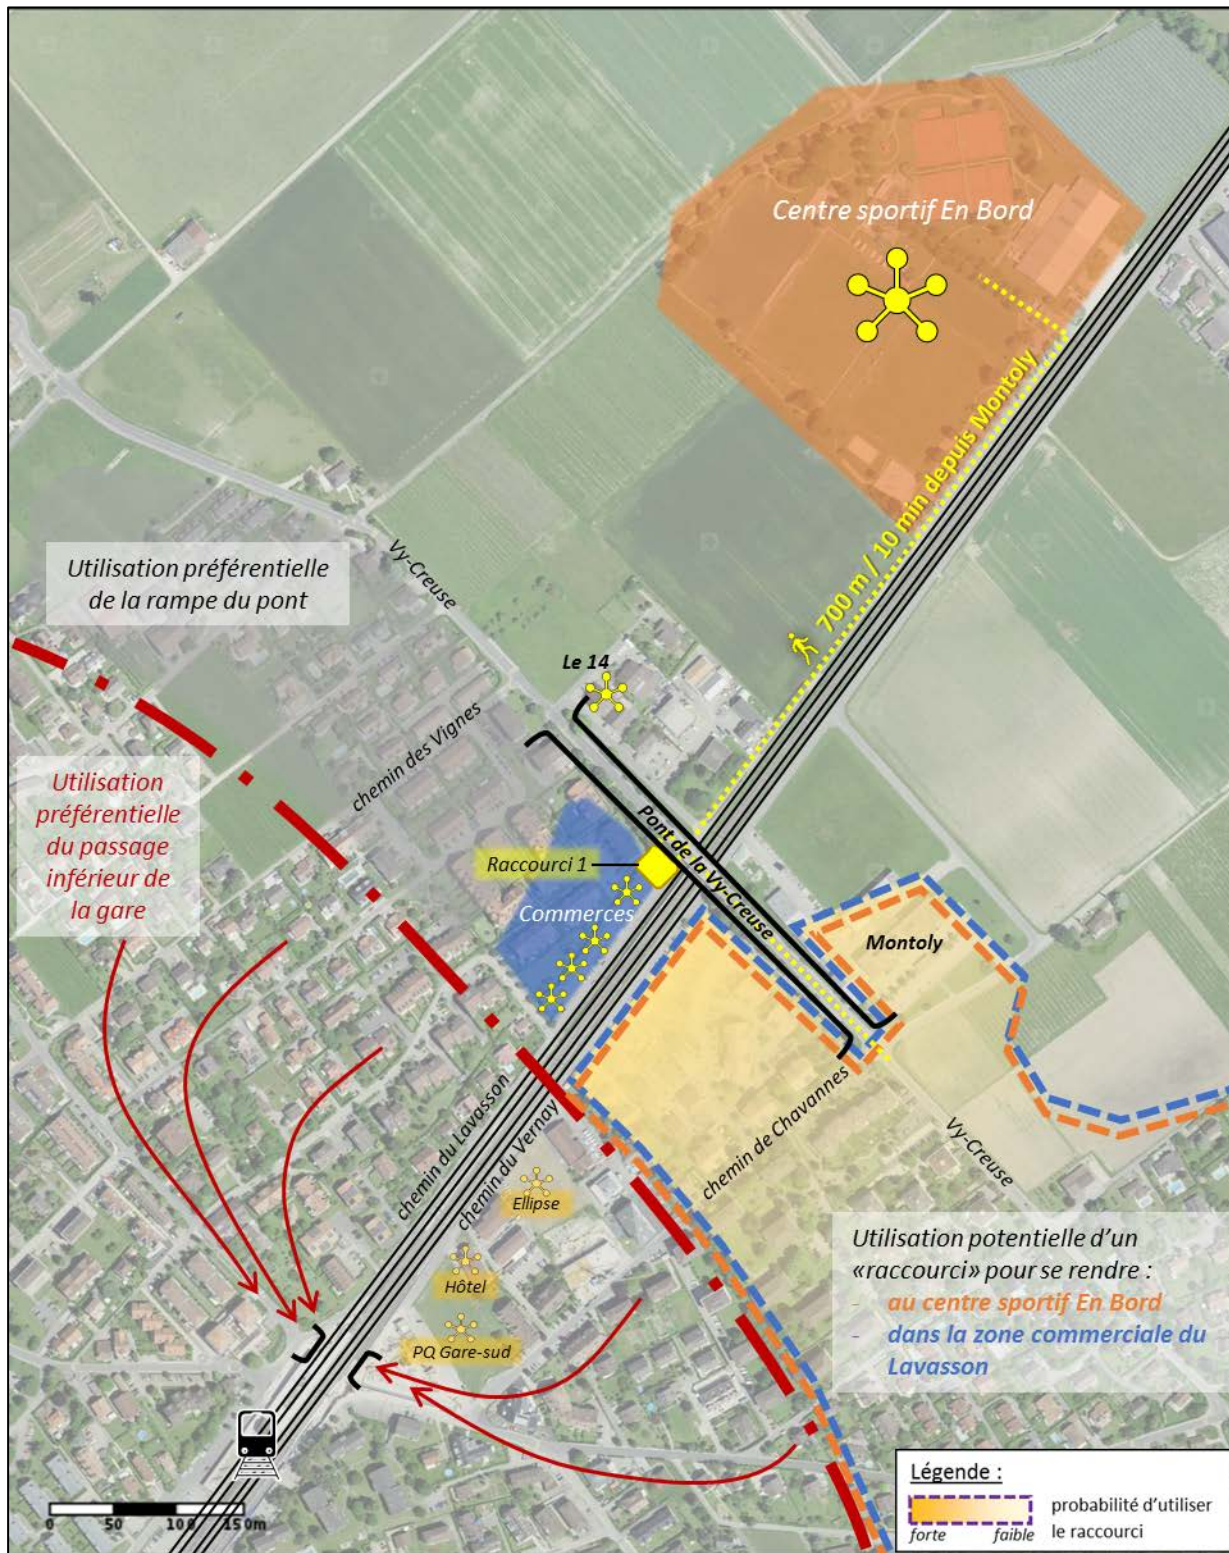 Centre sportif En Bord
700 m / 10 min depuis Montoly
Utilisation préférentielle
de la rampe du pont
Vy-Creuse
Le 14
chemin des Vignes
Utilisation
préférentielle
du passage
inférieur de
la gare
Pont de la Vy-Creuse
Raccourci 1
Commerces
Montoly
chemin du Lavasson
chemin du Vernay
chemin de Chavannes
Vy-Creuse
Ellipse
Hôtel
PQ Gare-sud
Utilisation potentielle d'un
«raccourci» pour se rendre :
- au centre sportif En Bord
- dans la zone commerciale du
Lavasson
Légende :
probabilité d'utiliser
le raccourci
forte faible
0 50 100 150m